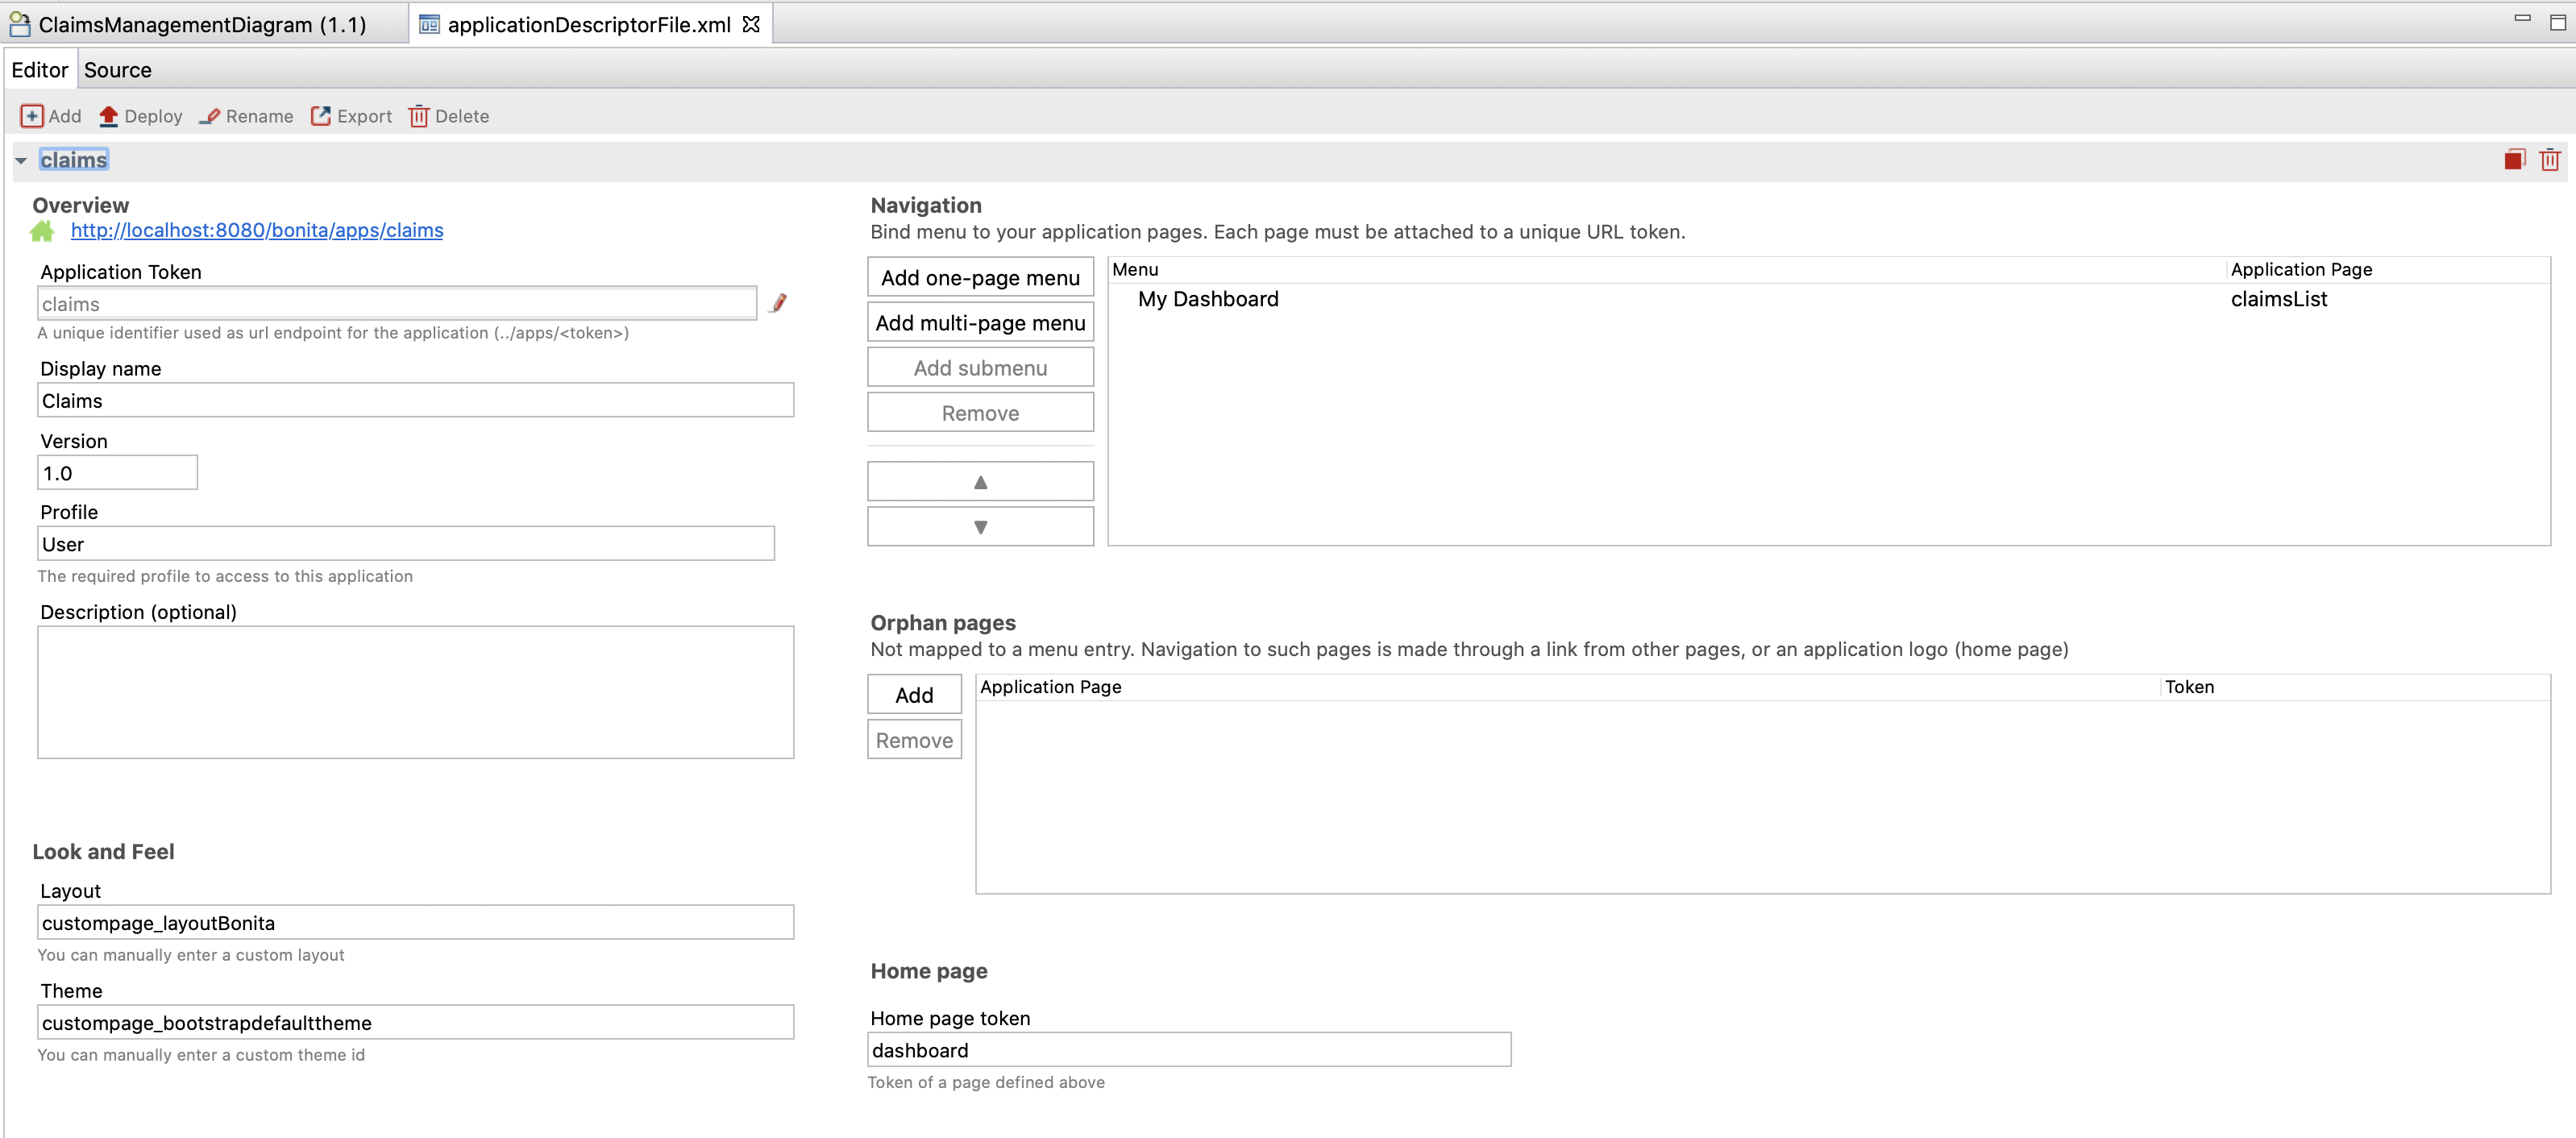 ClaimsManagementDiagram (1.1)
applicationDescriptorFile.xml
Editor
Source
Add
Deploy
Rename
Export
Delete
claims
Overview
http://localhost:8080/bonita/apps/claims
Application Token
claims
A unique identifier used as url endpoint for the application (../apps/<token>)
Display name
Claims
Version
1.0
Profile
User
The required profile to access to this application
Description (optional)
Look and Feel
Layout
custompage_layoutBonita
You can manually enter a custom layout
Theme
custompage_bootstrapdefaulttheme
You can manually enter a custom theme id
Navigation
Bind menu to your application pages. Each page must be attached to a unique URL token.
Add one-page menu
Add multi-page menu
Add submenu
Remove
▲
▼
Menu
Application Page
My Dashboard
claimsList
Orphan pages
Not mapped to a menu entry. Navigation to such pages is made through a link from other pages, or an application logo (home page)
Add
Remove
Application Page
Token
Home page
Home page token
dashboard
Token of a page defined above